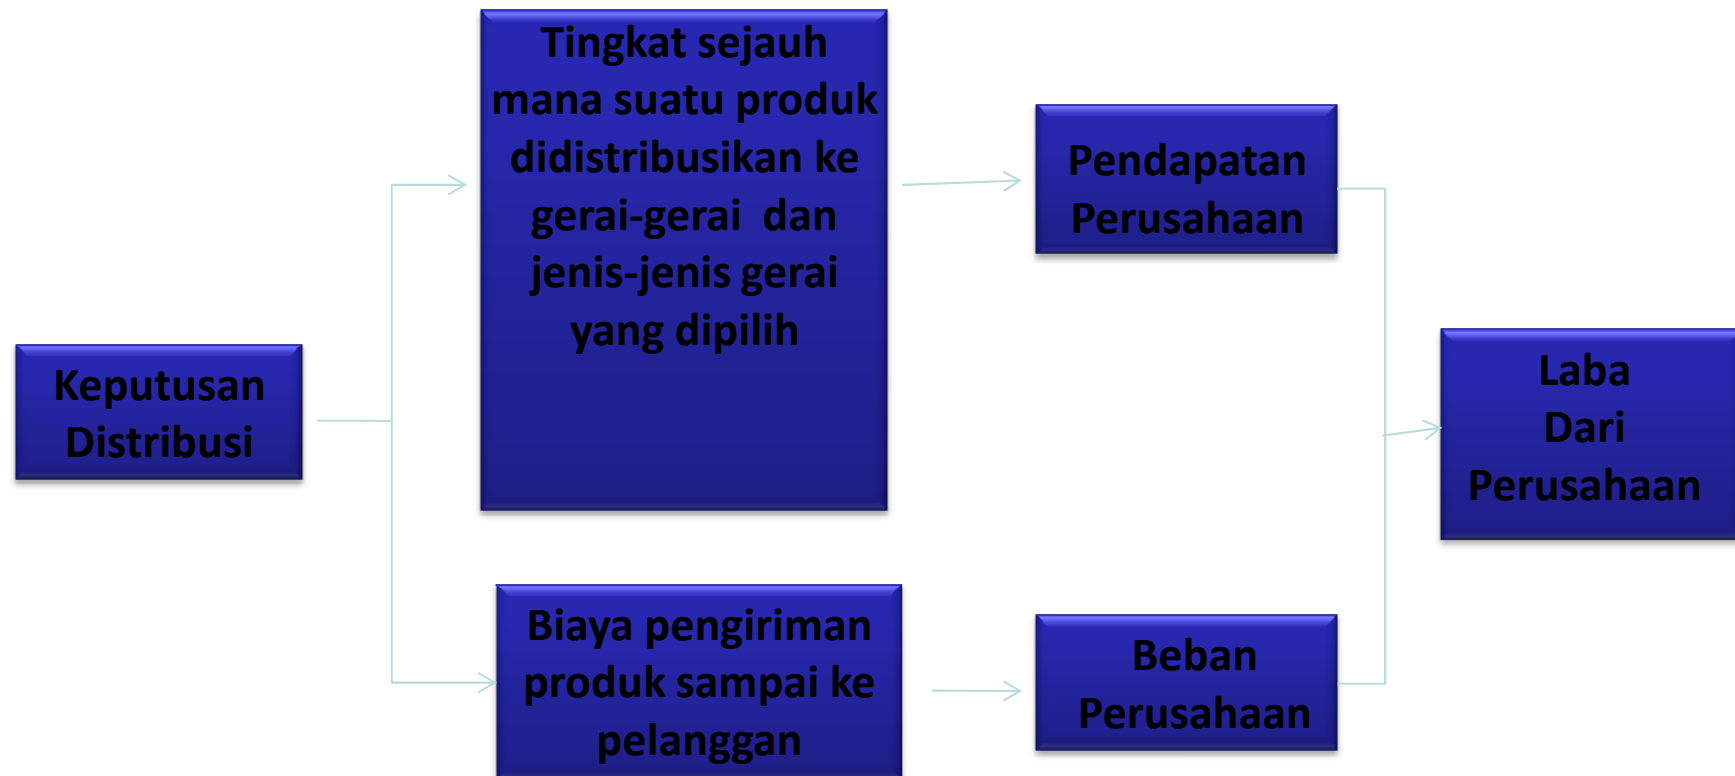 Tingkat sejauh
mana suatu produk
didistribusikan ke
gerai-gerai dan
jenis-jenis gerai
yang dipilih
Pendapatan
Perusahaan
Keputusan
Distribusi
Laba
Dari
Perusahaan
Biaya pengiriman
produk sampai ke
pelanggan
Beban
Perusahaan